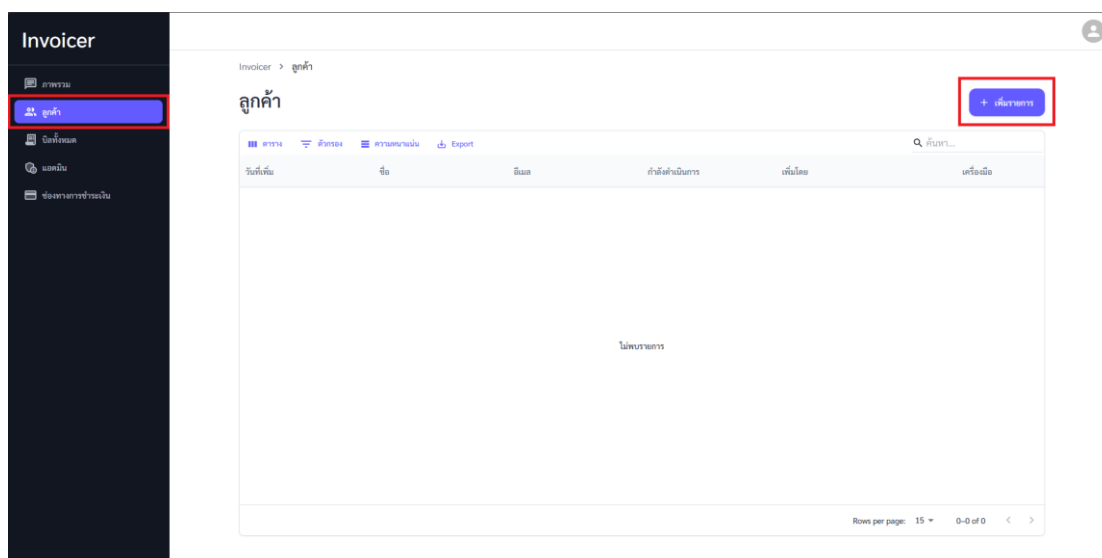 Invoicer
ภาพรวม
ลูกค้า
บิลทั้งหมด
แอดมิน
ช่องทางการชำระเงิน
Invoicer > ลูกค้า
ลูกค้า
+ เพิ่มรายการ
ตาราง ตัวกรอง ความหนาแน่น Export ค้นหา...
วันที่เพิ่ม ชื่อ อีเมล กำลังดำเนินการ เพิ่มโดย เครื่องมือ
ไม่พบรายการ
Rows per page: 15 0–0 of 0